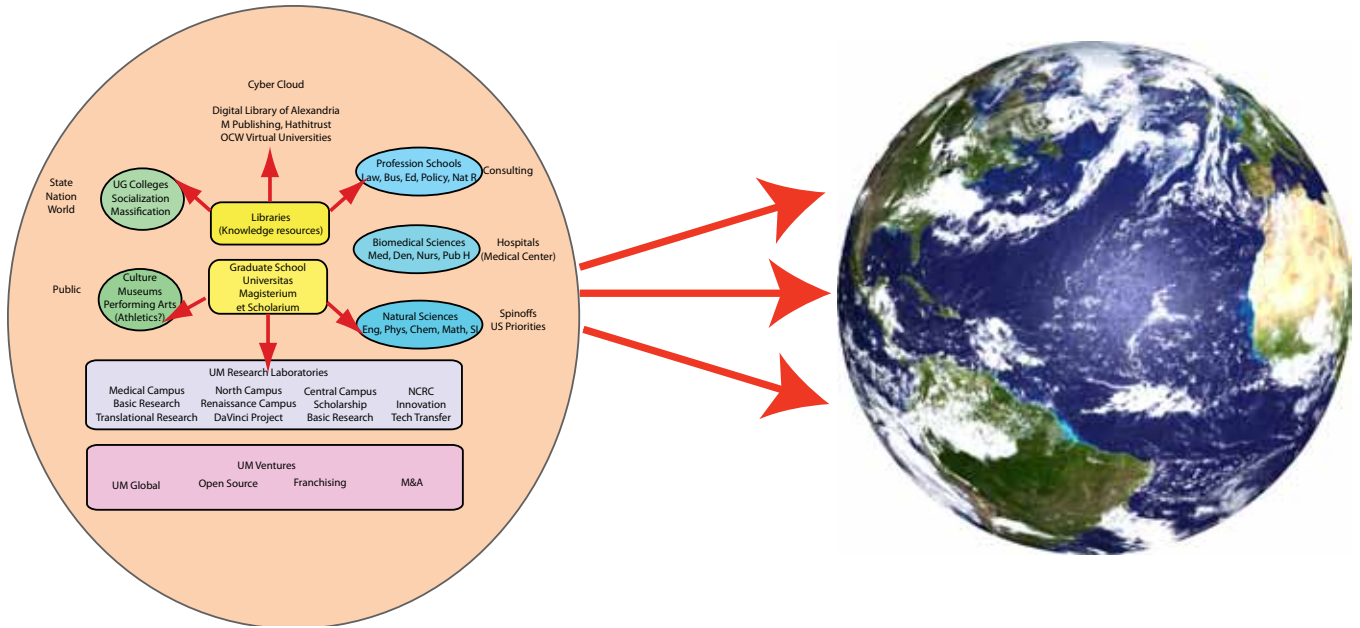 Cyber Cloud
Digital Library of Alexandria
M Publishing, Hathitrust
OCW Virtual Universities
State
Nation
World
UG Colleges
Socialization
Massification
Profession Schools
Law, Bus, Ed, Policy, Nat R
Consulting
Libraries
(Knowledge resources)
Biomedical Sciences
Med, Den, Nurs, Pub H
Hospitals
(Medical Center)
Public
Culture
Museums
Performing Arts
(Athletics?)
Graduate School
Universitas
Magisterium
et Scholarium
Natural Sciences
Eng, Phys, Chem, Math, SI
Spinoffs
US Priorities
UM Research Laboratories
Medical Campus
Basic Research
Translational Research
North Campus
Renaissance Campus
DaVinci Project
Central Campus
Scholarship
Basic Research
NCRC
Innovation
Tech Transfer
UM Ventures
UM Global
Open Source
Franchising
M&A